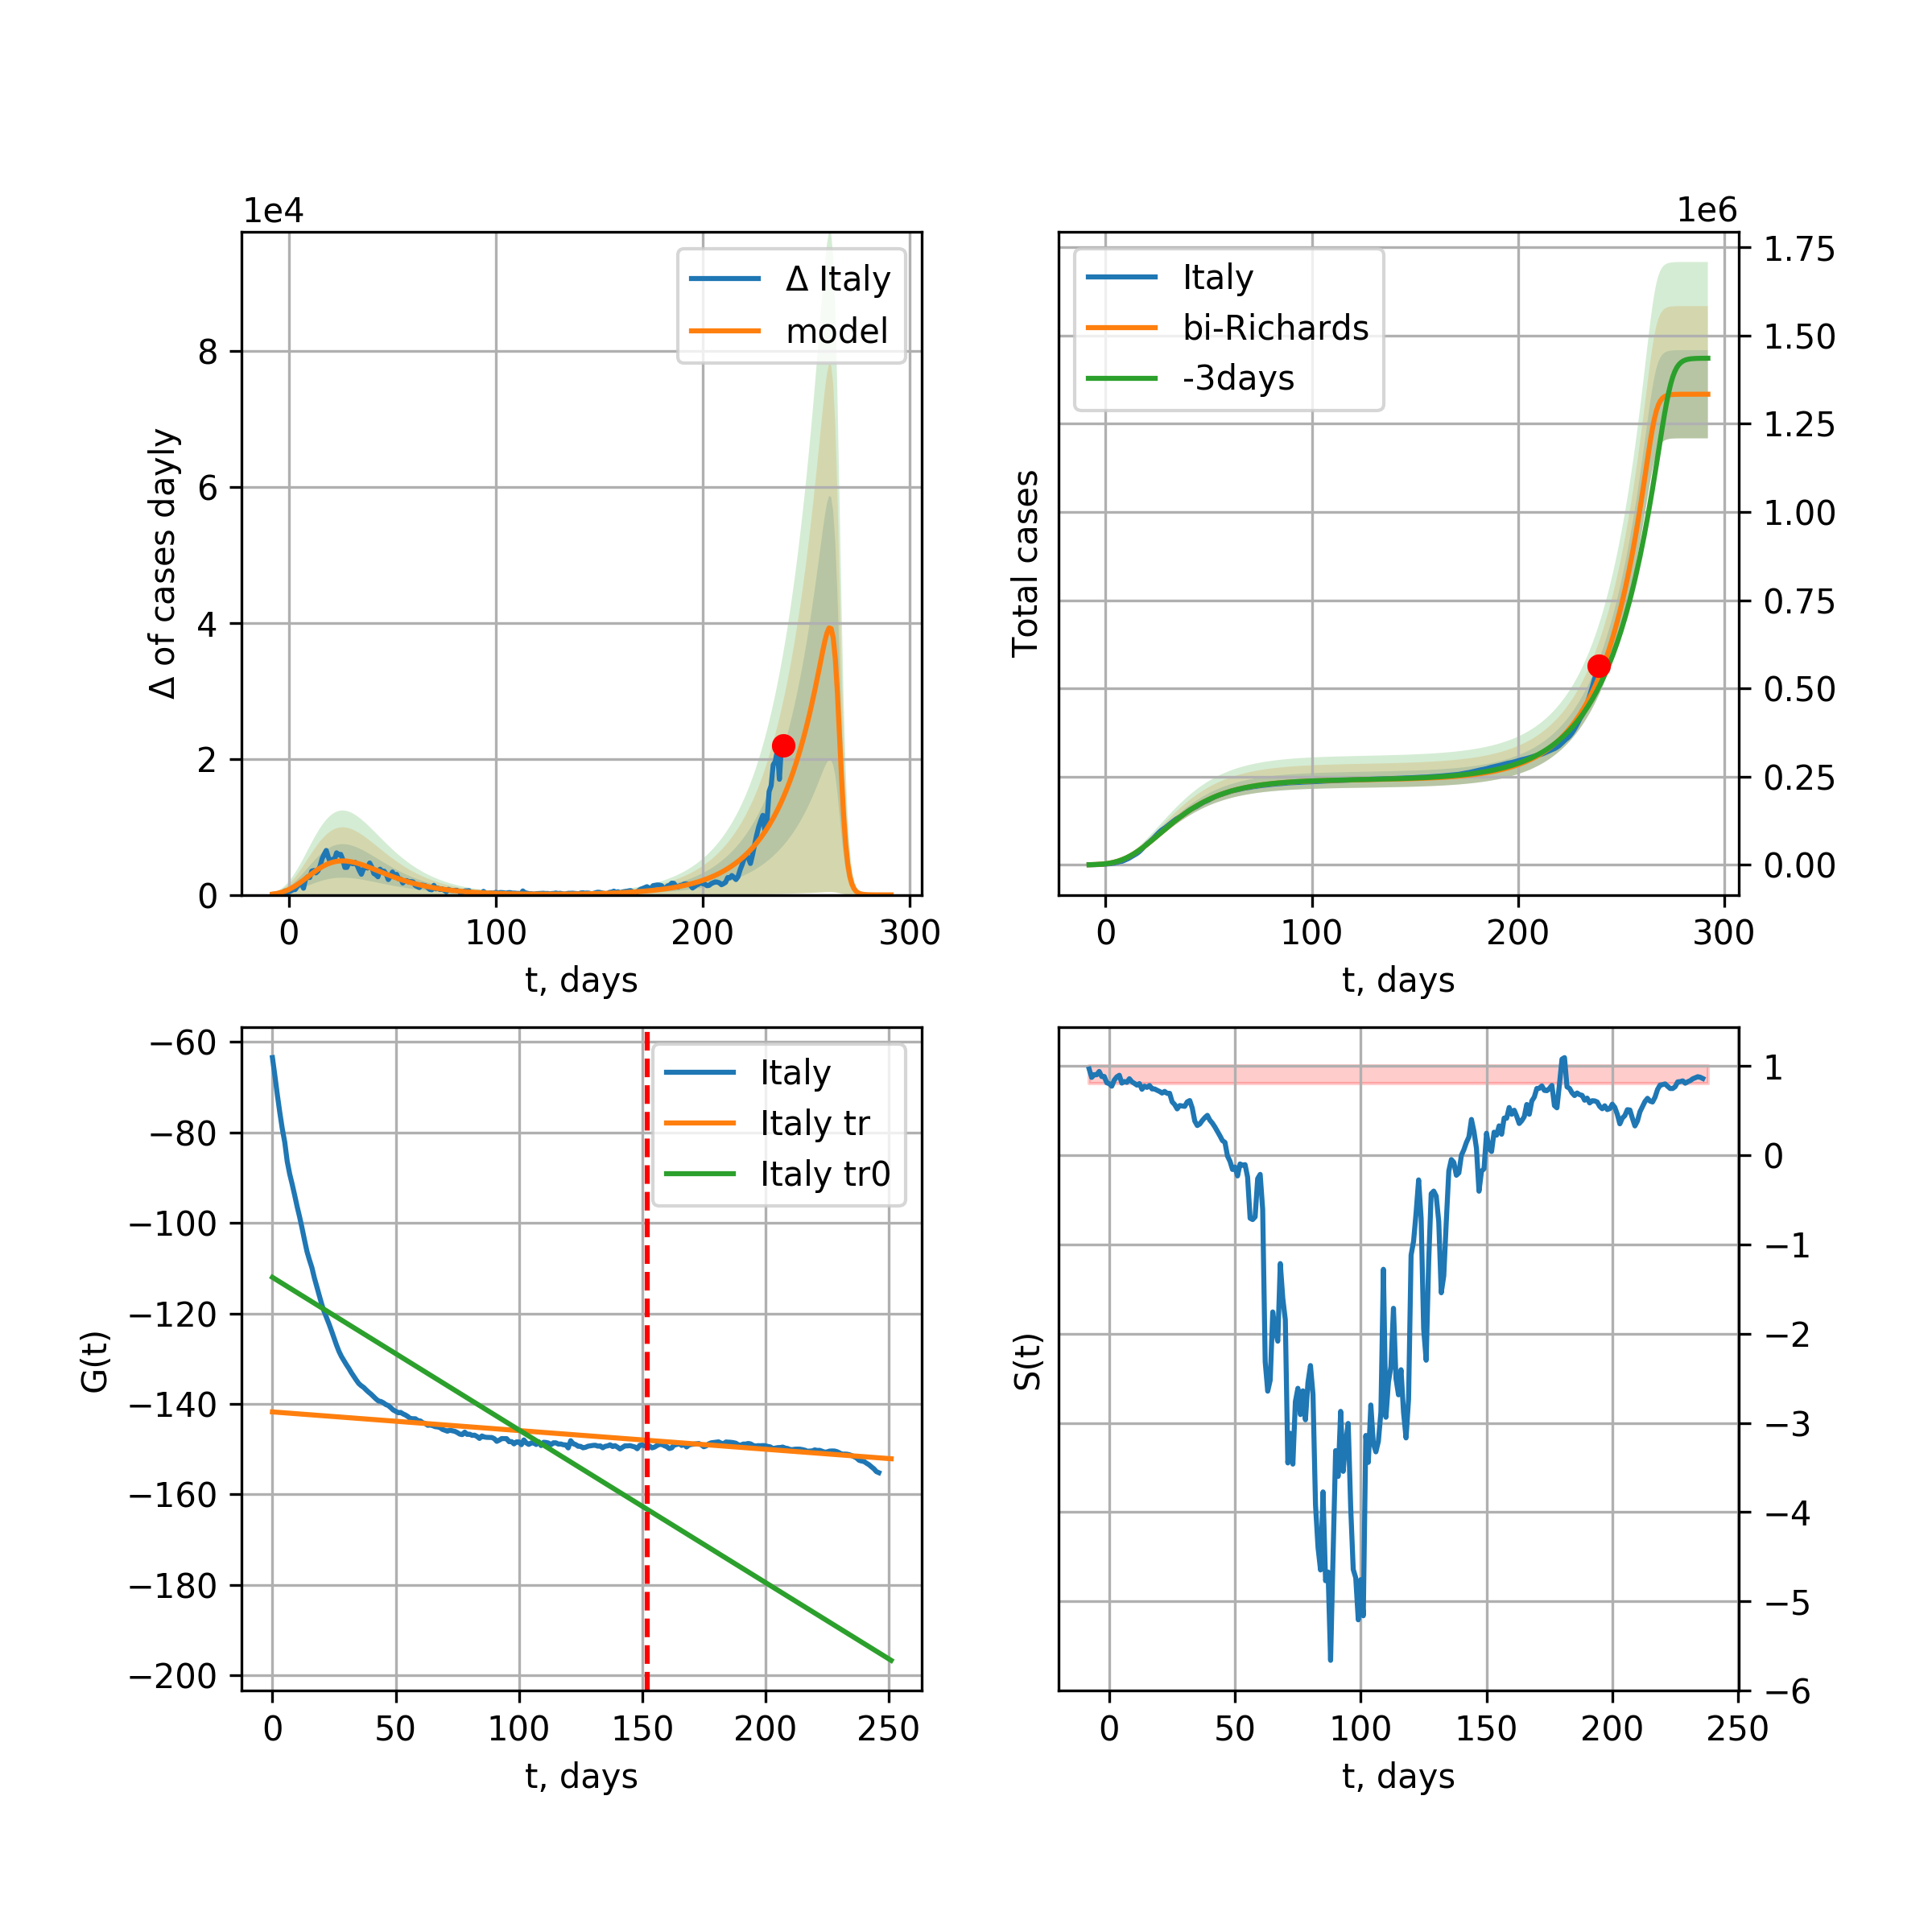 1e4
Δ Italy
model
8
6
4
2
0
Δ of cases dayly
0 100 200 300
t, days
1e6
Italy
bi-Richards
-3days
1.75
1.50
1.25
1.00
0.75
0.50
0.25
0.00
Total cases
0 100 200 300
t, days
−60
−80
−100
−120
−140
−160
−180
−200
G(t)
Italy
Italy tr
Italy tr0
0 50 100 150 200 250
t, days
1
0
−1
−2
−3
−4
−5
−6
S(t)
0 50 100 150 200 250
t, days